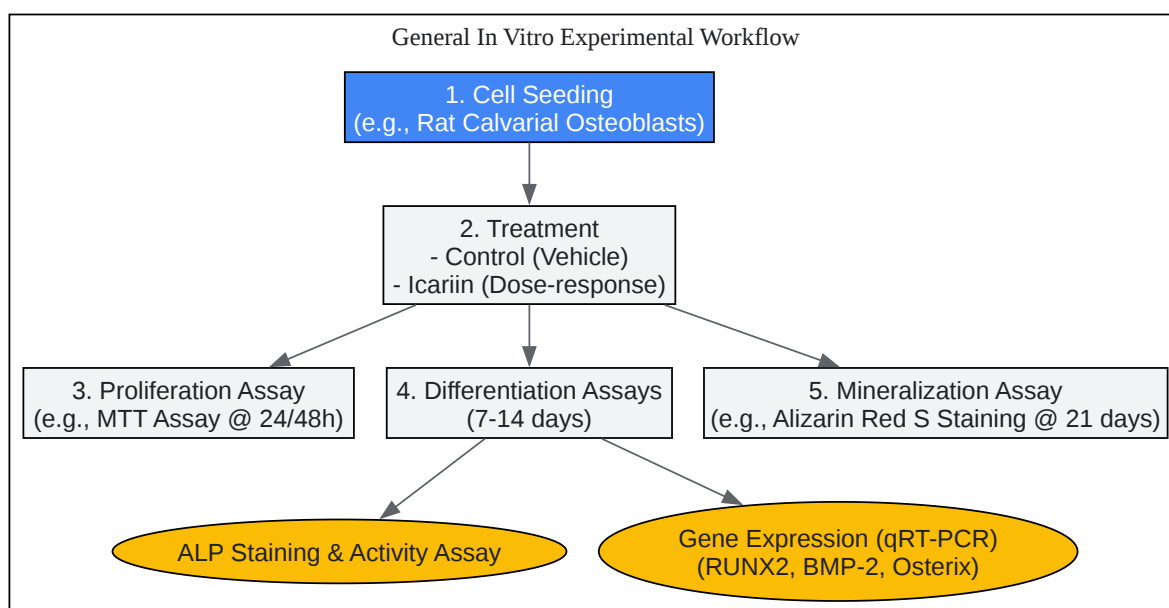 General In Vitro Experimental Workflow
1. Cell Seeding
(e.g., Rat Calvarial Osteoblasts)
2. Treatment
- Control (Vehicle)
- Icariin (Dose-response)
3. Proliferation Assay
(e.g., MTT Assay @ 24/48h)
4. Differentiation Assays
(7-14 days)
5. Mineralization Assay
(e.g., Alizarin Red S Staining @ 21 days)
ALP Staining & Activity Assay
Gene Expression (qRT-PCR)
(RUNX2, BMP-2, Osterix)